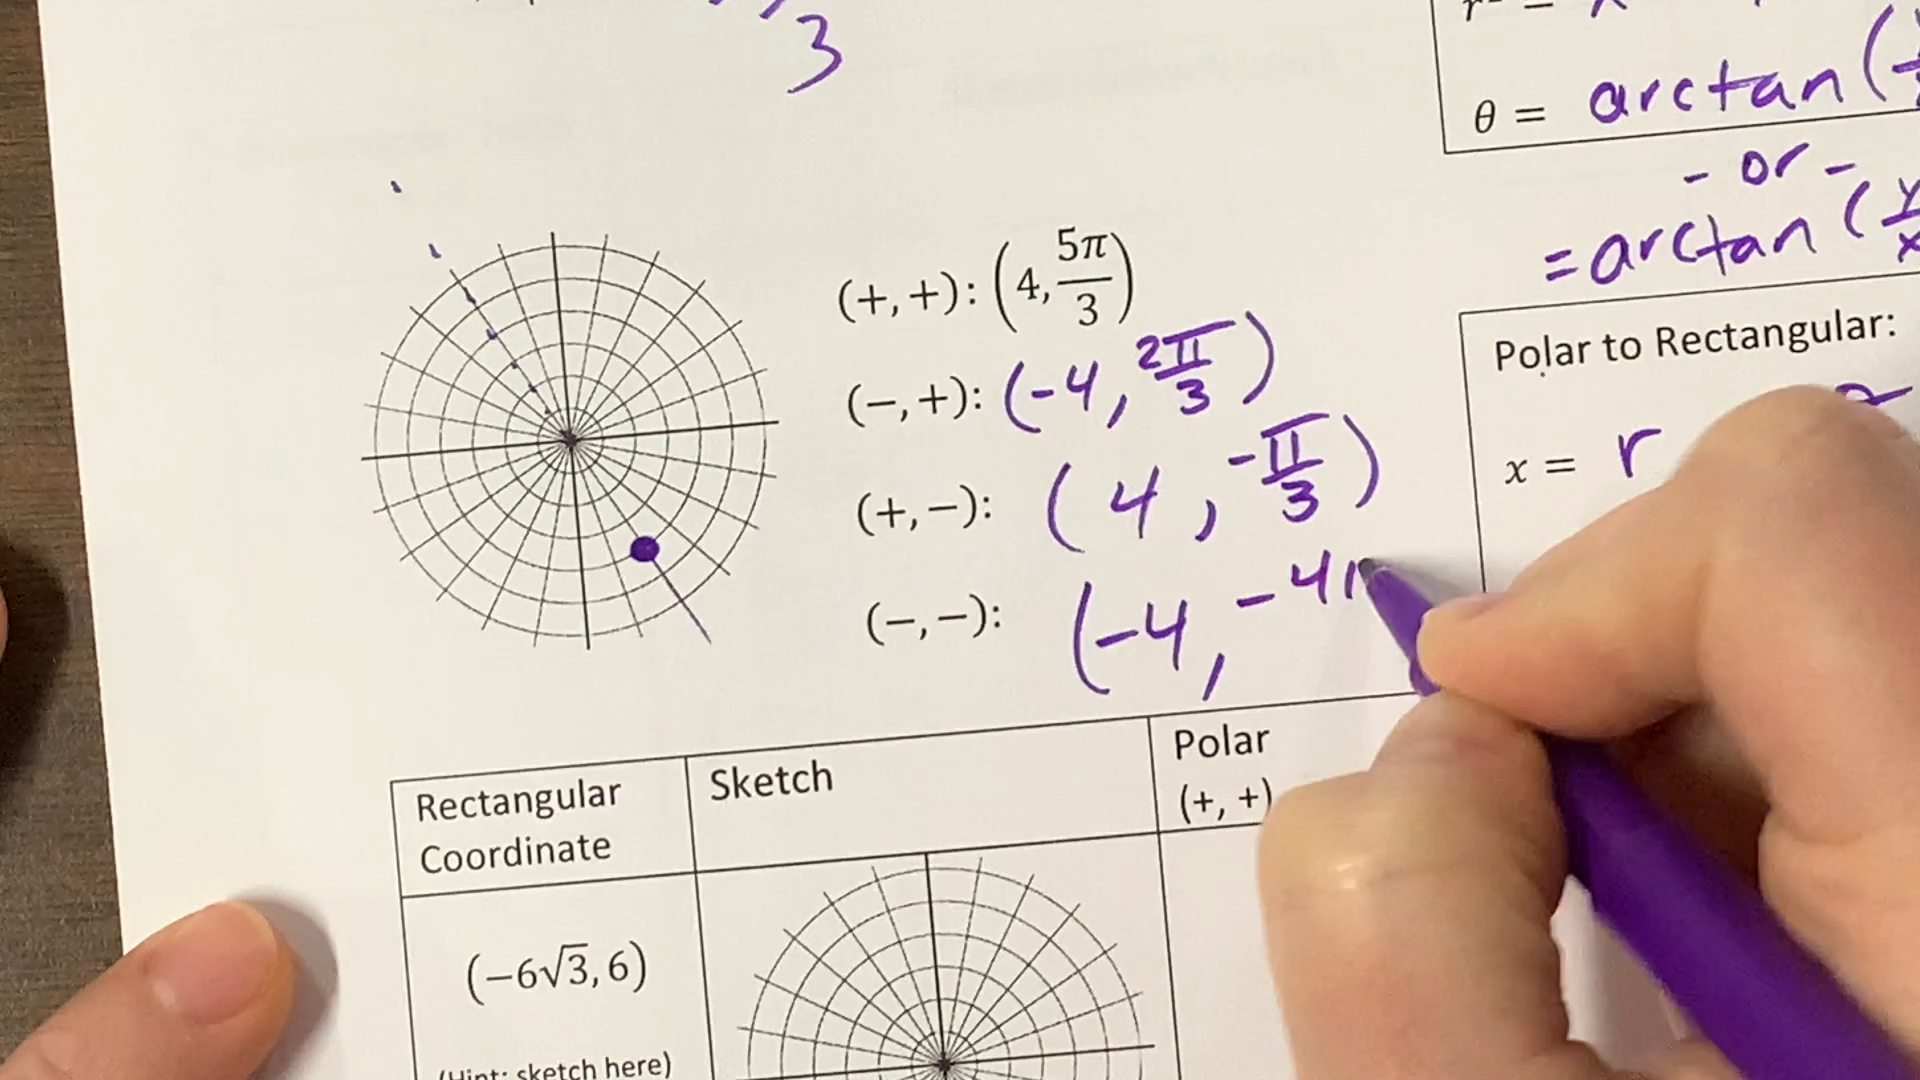 3
θ = arctan(
- or -
= arctan(y/x
(+,+): (4, 5π/3)
(−,+): (-4, 2π/3)
(+,−): (4, -π/3)
(−,−): (-4, -4
Polar to Rectangular:
x = r
Rectangular Coordinate
Sketch
Polar
(+, +)
(−6√3, 6)
(Hint: sketch here)